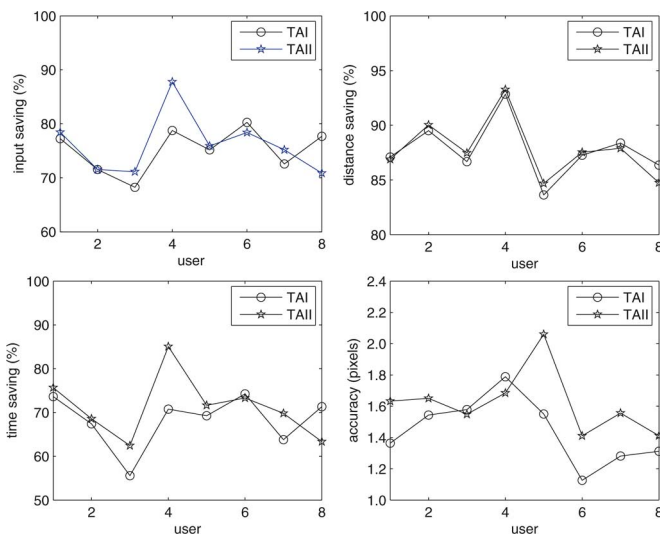 100
90
80
70
60
input saving (%)
TAI
TAII
2
4
6
8
user
100
95
90
85
80
distance saving (%)
TAI
TAII
2
4
6
8
user
100
90
80
70
60
50
time saving (%)
TAI
TAII
2
4
6
8
user
2.4
2.2
2.0
1.8
1.6
1.4
1.2
1.0
accuracy (pixels)
TAI
TAII
2
4
6
8
user